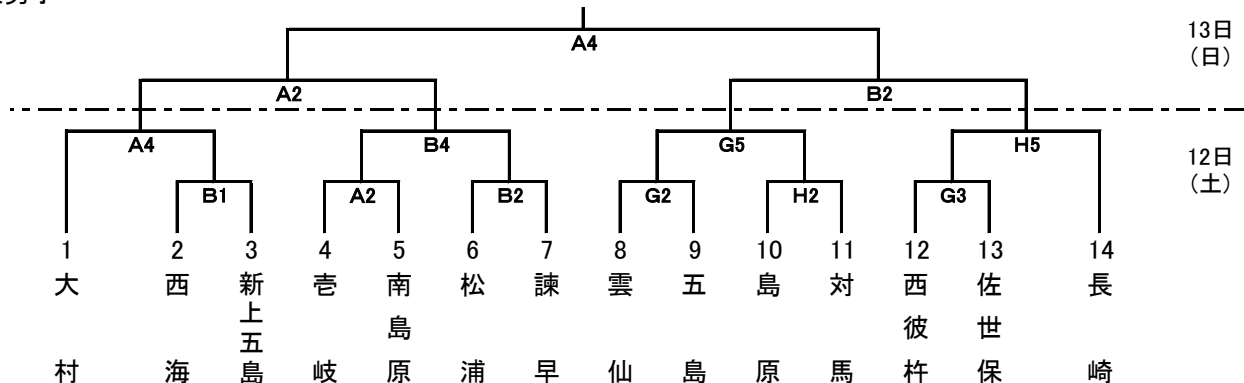 A4
13日
(日)
A2
B2
A4
B4
G5
H5
12日
(土)
B1
A2
B2
G2
H2
G3
1 2 3 4 5 6 7 8 9 10 11 12 13 14
大村
西海
新上五島
壱岐
南島原
松浦
諫早
雲仙
五島
島原
対馬
西彼杵
佐世保
長崎